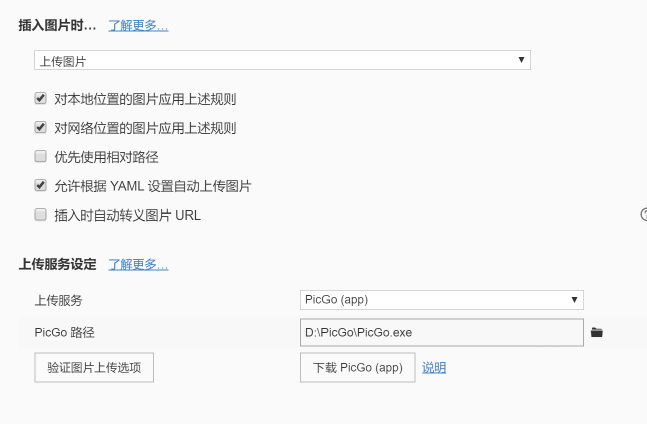 插入图片时... 了解更多...
上传图片
对本地位置的图片应用上述规则
对网络位置的图片应用上述规则
优先使用相对路径
允许根据 YAML 设置自动上传图片
插入时自动转义图片 URL
上传服务设定 了解更多...
上传服务 PicGo (app)
PicGo 路径 D:\PicGo\PicGo.exe
验证图片上传选项 下载 PicGo (app) 说明